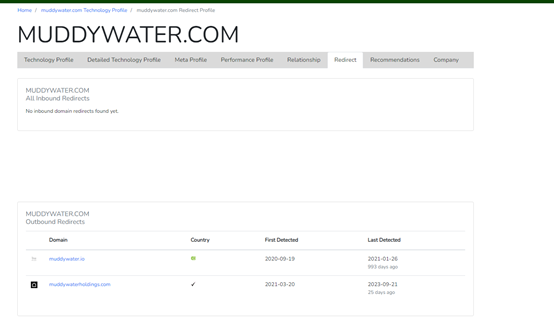 Home / muddywater.com Technology Profile / muddywater.com Redirect Profile
MUDDYWATER.COM
Technology Profile Detailed Technology Profile Meta Profile Performance Profile Relationship Redirect Recommendations Company
MUDDYWATER.COM
All Inbound Redirects
No inbound domain redirects found yet.
MUDDYWATER.COM
Outbound Redirects
Domain Country First Detected Last Detected
muddywater.io 2020-09-19 2021-01-26
993 days ago
muddywaterholdings.com ✓ 2021-03-20 2023-09-21
25 days ago